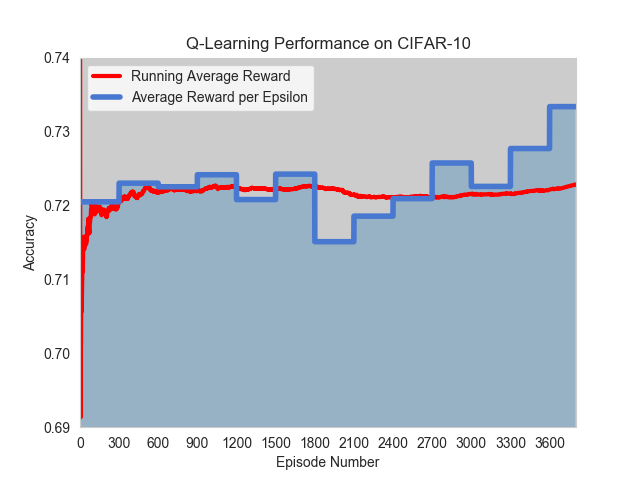 Q-Learning Performance on CIFAR-10
Running Average Reward
Average Reward per Epsilon
Accuracy
0.74
0.73
0.72
0.71
0.70
0.69
0 300 600 900 1200 1500 1800 2100 2400 2700 3000 3300 3600
Episode Number